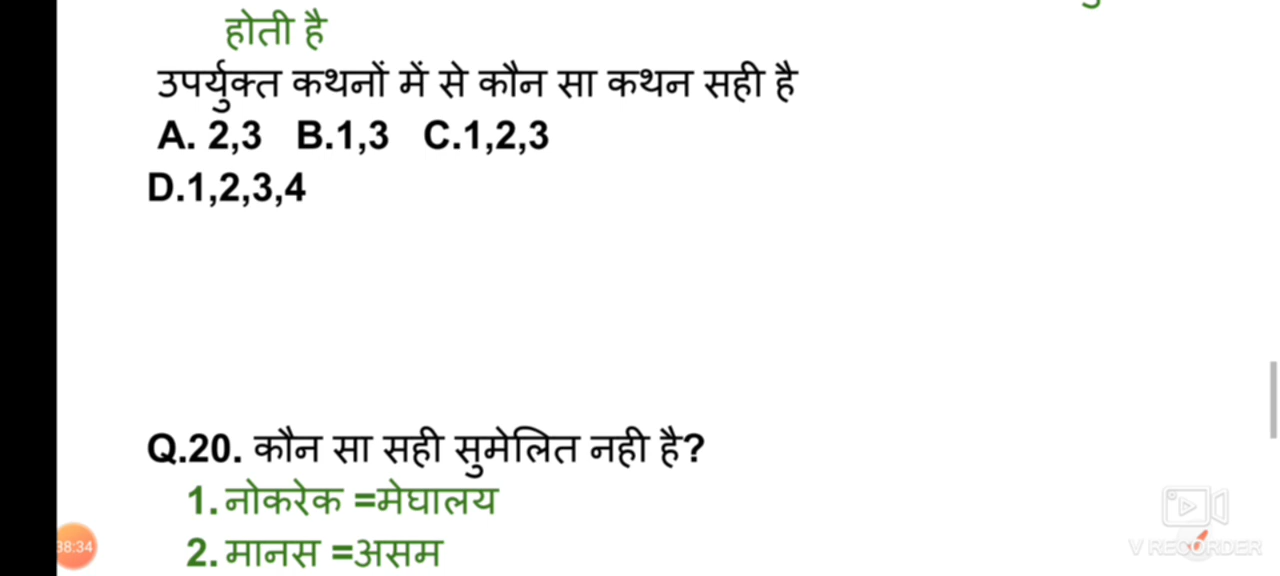 होती है
उपर्युक्त कथनों में से कौन सा कथन सही है
A. 2,3 B.1,3 C.1,2,3
D.1,2,3,4
Q.20. कौन सा सही सुमेलित नही है?
1. नोकरेक =मेघालय
2. मानस =असम
38:34
V RECORDER